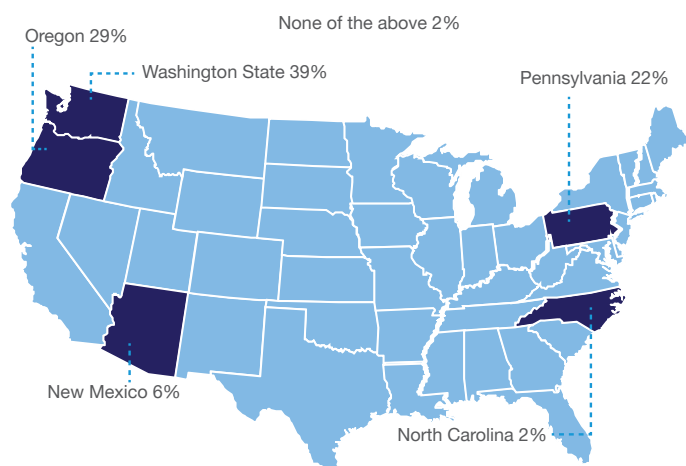 None of the above 2%
Oregon 29%
Washington State 39%
Pennsylvania 22%
New Mexico 6%
North Carolina 2%